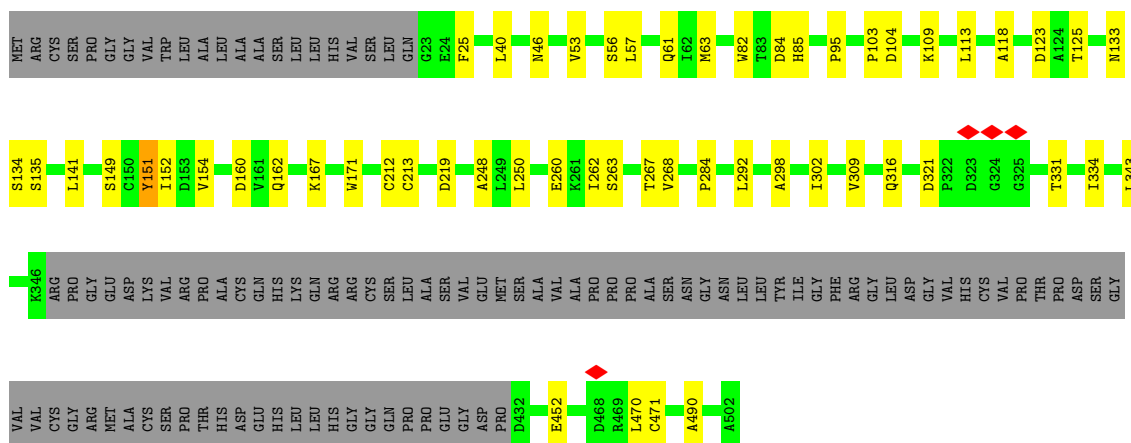 MET ARG CYS SER PRO GLY GLY VAL TRP LEU ALA LEU ALA ALA SER LEU LEU HIS VAL SER LEU GLN G23 E24 F25 L40 N46 V53 S56 L57 Q61 I62 M63 W82 T83 D84 H85 P95 P103 D104 K109 L113 A118 D123 A124 T125 N133
S134 S135 L141 S149 C150 Y151 I152 D153 V154 D160 V161 Q162 K167 W171 C212 C213 D219 A248 L249 L250 E260 K261 I262 S263 T267 V268 P284 L292 A298 I302 V309 Q316 D321 P322 D323 G324 G325 T331 I334
K346 ARG PRO GLY GLU ASP LYS VAL ARG PRO ALA CYS GLN HIS LYS GLN ARG ARG CYS SER LEU ALA SER VAL GLU MET SER ALA VAL ALA PRO PRO PRO ALA SER ASN GLY ASN LEU LEU TYR ILE GLY PHE ARG GLY LEU ASP GLY VAL HIS CYS VAL PRO THR PRO ASP SER GLY
VAL VAL CYS GLY ARG MET ALA CYS SER PRO THR HIS ASP GLU HIS LEU LEU HIS GLY GLY GLN PRO PRO GLU GLY ASP PRO D432 E452 D468 R469 L470 C471 A490 A502